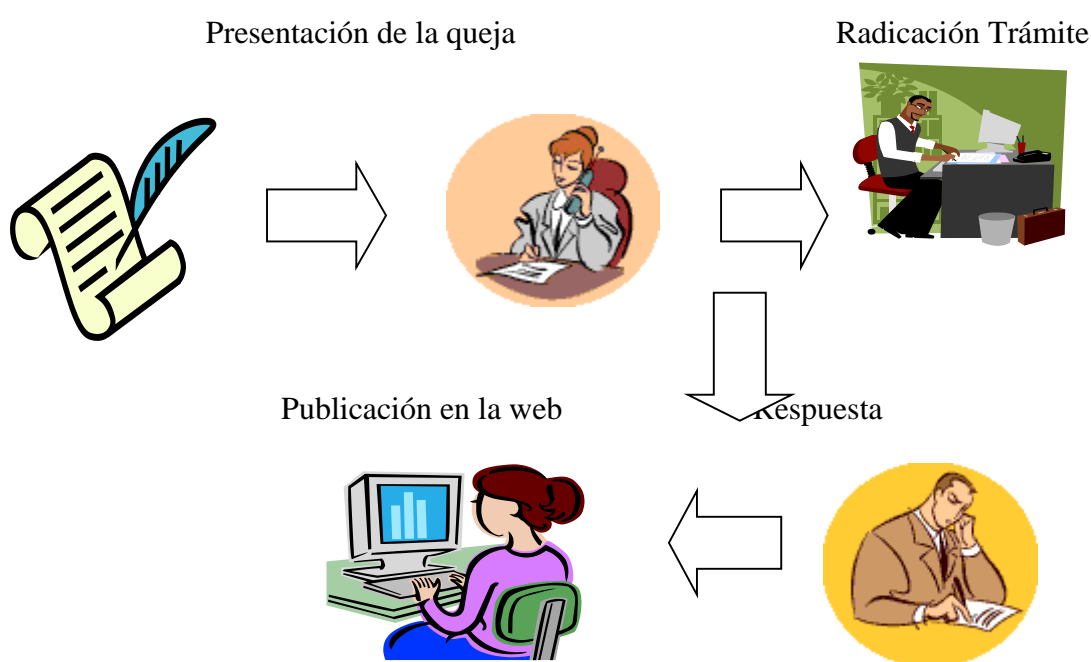 Presentación de la queja
Radicación Trámite
Publicación en la web
Respuesta